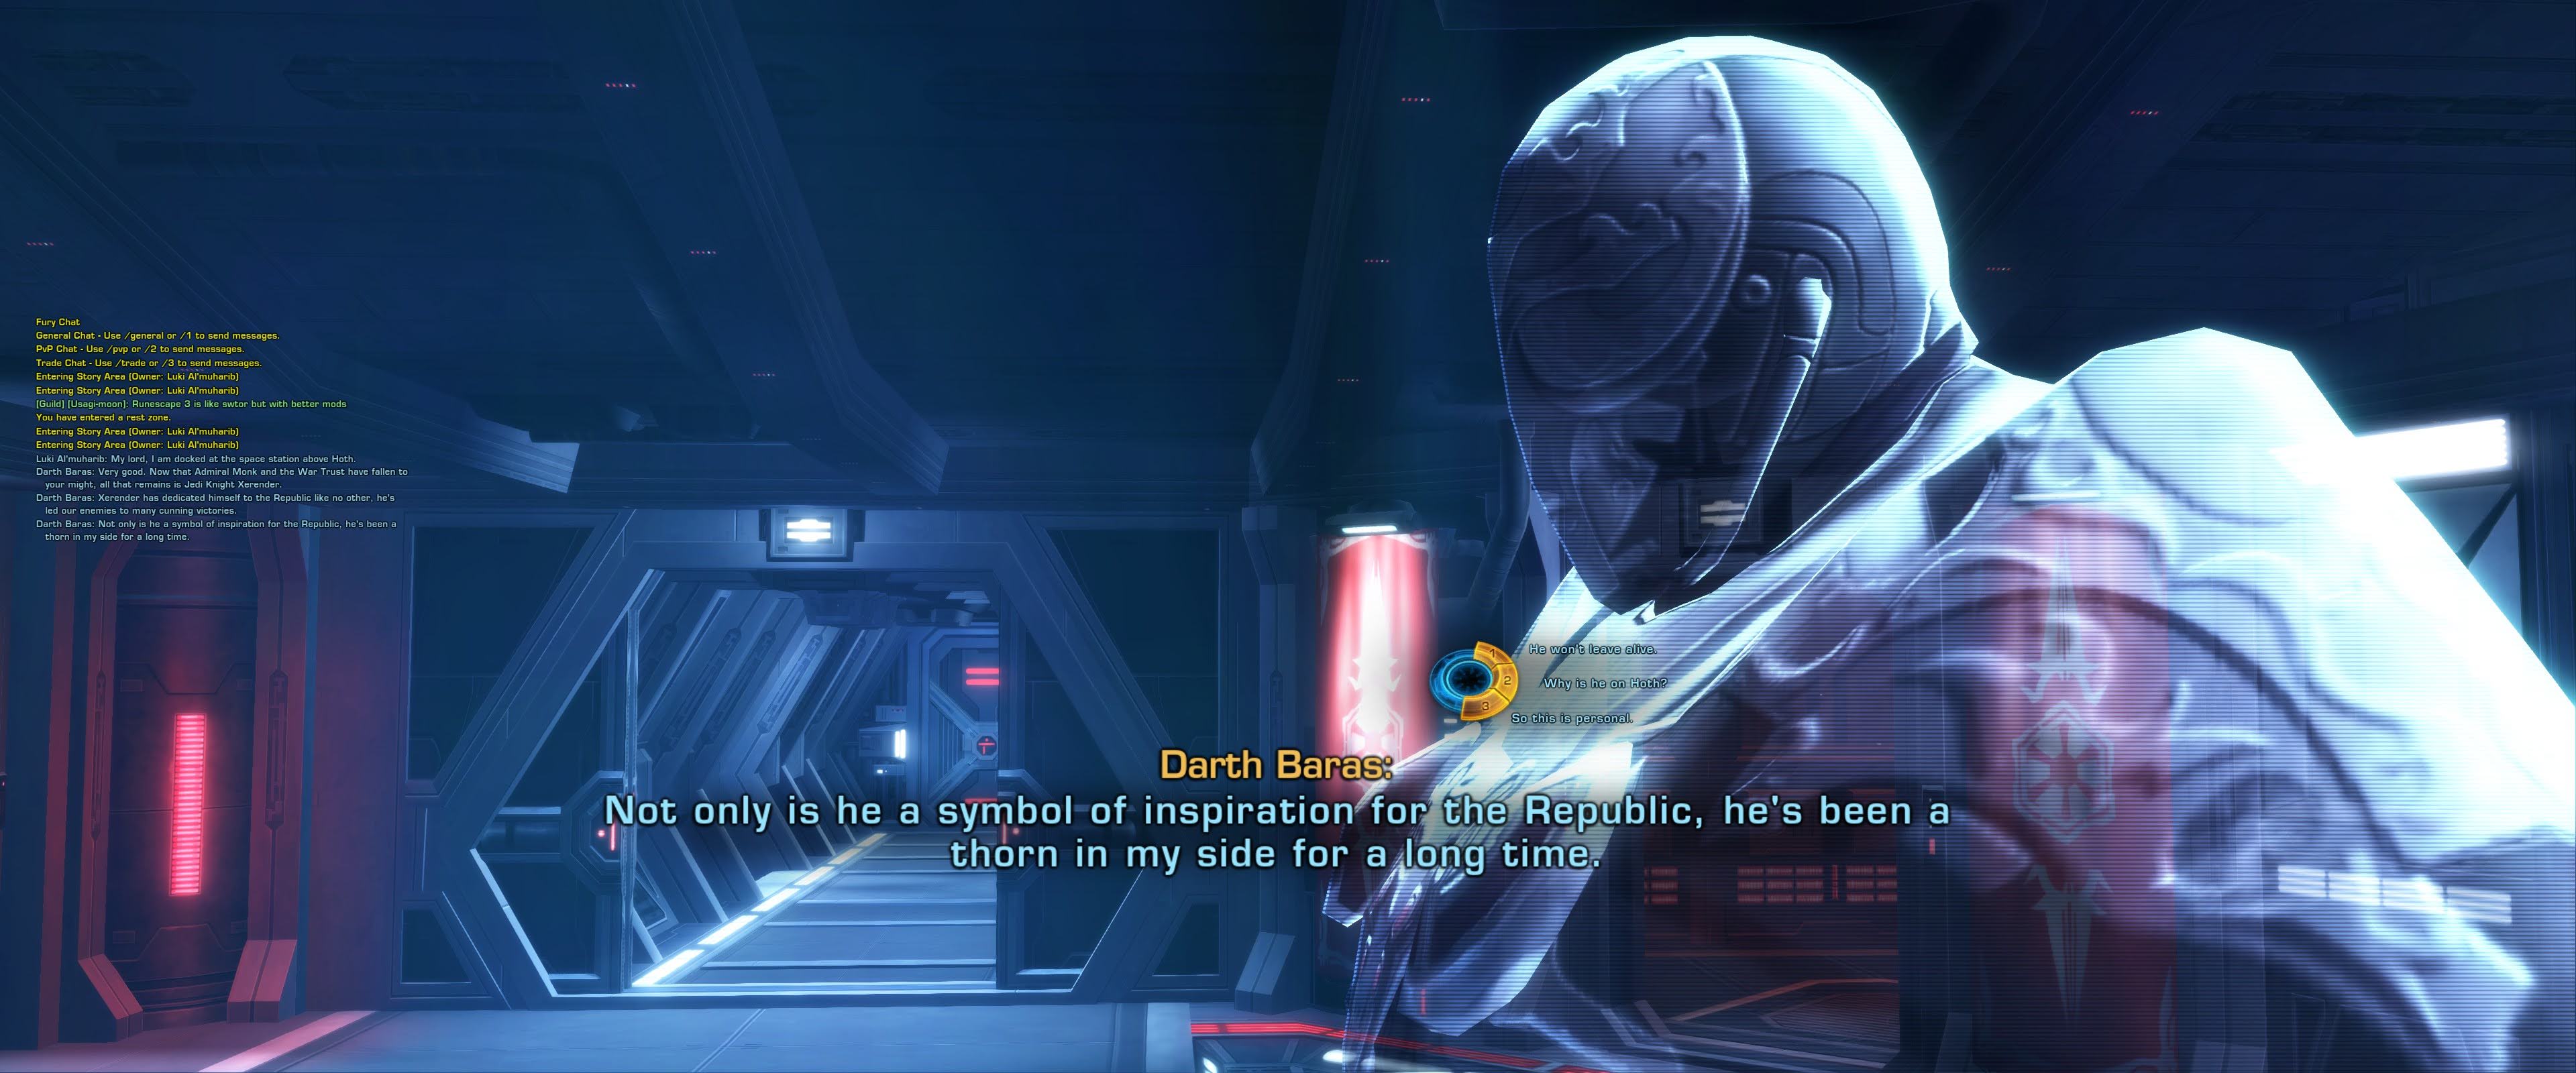 Fury Chat
General Chat - Use /general or /1 to send messages.
PvP Chat - Use /pvp or /2 to send messages.
Trade Chat - Use /trade or /3 to send messages.
Entering Story Area (Owner: Luki Al'muharib)
Entering Story Area (Owner: Luki Al'muharib)
[Guild] [Usagi-moon]: Runescape 3 is like swtor but with better mods
You have entered a rest zone.
Entering Story Area (Owner: Luki Al'muharib)
Entering Story Area (Owner: Luki Al'muharib)
Luki Al'muharib: My lord, I am docked at the space station above Hoth.
Darth Baras: Very good. Now that Admiral Monk and the War Trust have fallen to
your might, all that remains is Jedi Knight Xerender.
Darth Baras: Xerender has dedicated himself to the Republic like no other, he's
led our enemies to many cunning victories.
Darth Baras: Not only is he a symbol of inspiration for the Republic, he's been a
thorn in my side for a long time.
1 He won't leave alive.
2 Why is he on Hoth?
3 So this is personal.
Darth Baras:
Not only is he a symbol of inspiration for the Republic, he's been a
thorn in my side for a long time.